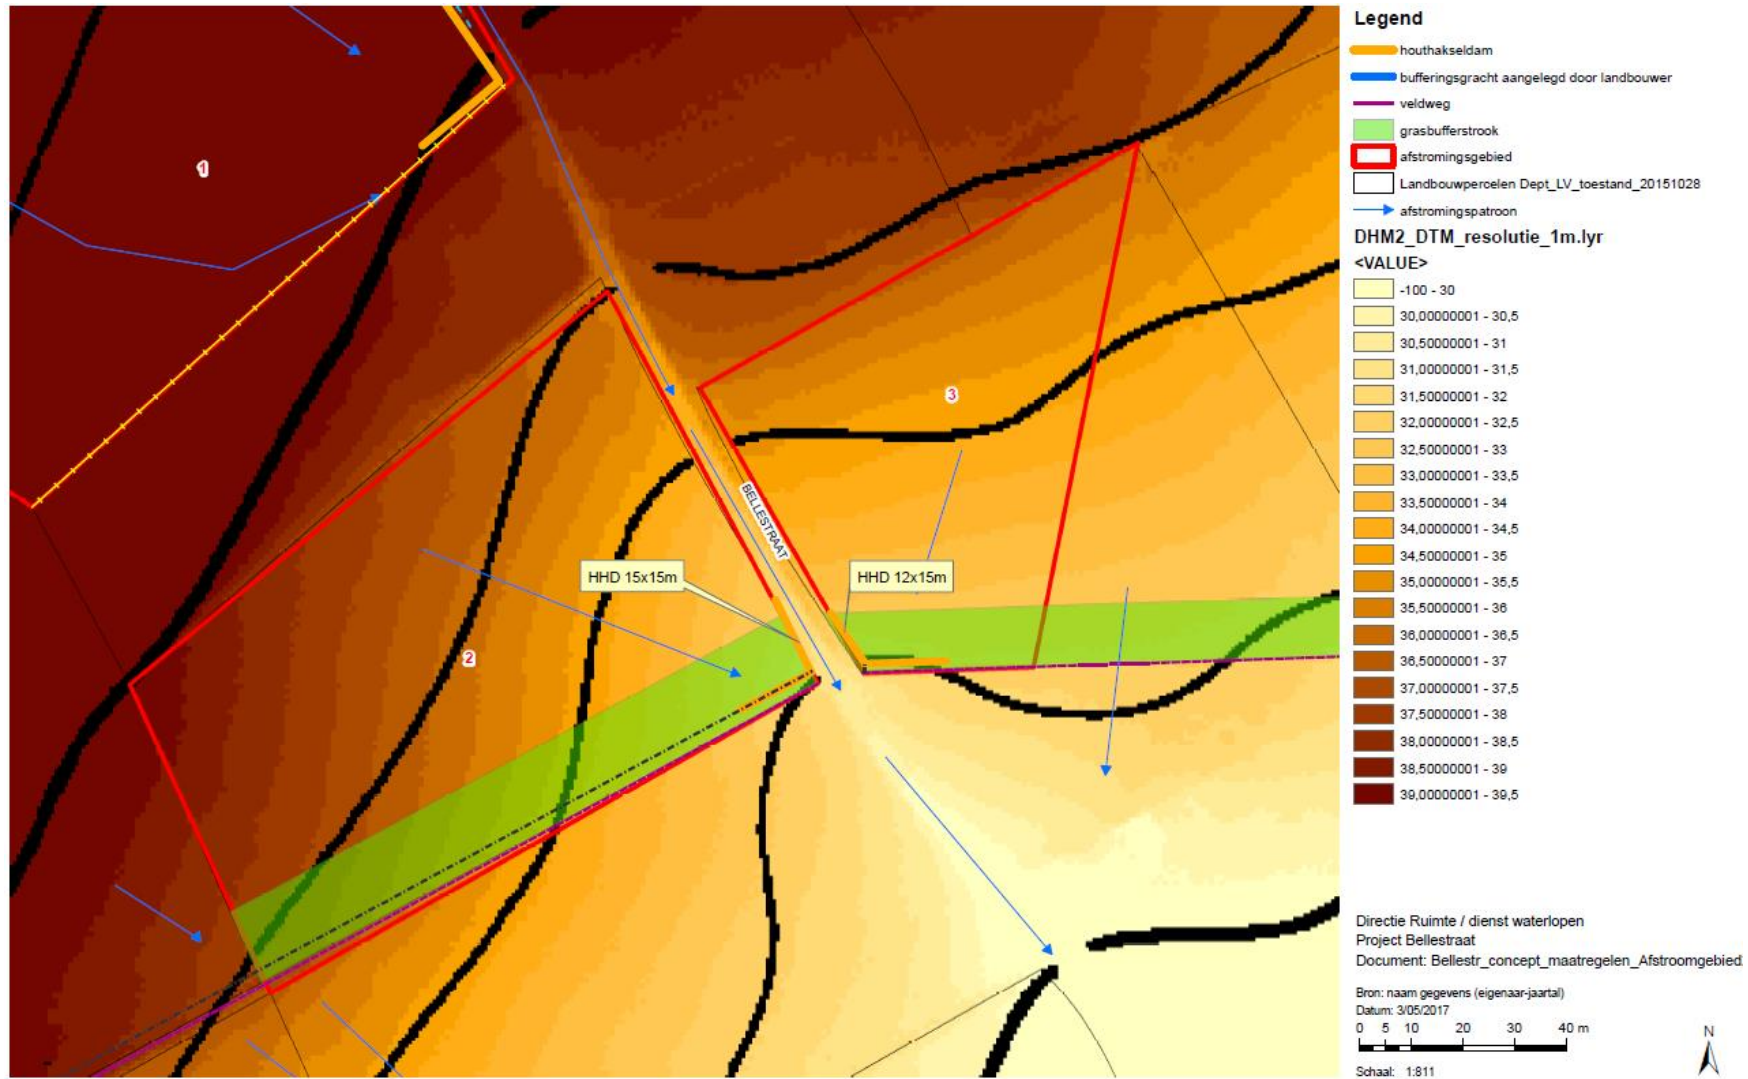 1
2
3
BELLESTRAAT
HHD 15x15m
HHD 12x15m
Legend
houthakseldam
bufferingsgracht aangelegd door landbouwer
veldweg
grasbufferstrook
afstromingsgebied
Landbouwpercelen Dept_LV_toestand_20151028
afstromingspatroon
DHM2_DTM_resolutie_1m.lyr
<VALUE>
-100 - 30
30,00000001 - 30,5
30,50000001 - 31
31,00000001 - 31,5
31,50000001 - 32
32,00000001 - 32,5
32,50000001 - 33
33,00000001 - 33,5
33,50000001 - 34
34,00000001 - 34,5
34,50000001 - 35
35,00000001 - 35,5
35,50000001 - 36
36,00000001 - 36,5
36,50000001 - 37
37,00000001 - 37,5
37,50000001 - 38
38,00000001 - 38,5
38,50000001 - 39
39,00000001 - 39,5
Directie Ruimte / dienst waterlopen
Project Bellestraat
Document: Bellestr_concept_maatregelen_Afstroomgebied
Bron: naam gegevens (eigenaar-jaartal)
Datum: 3/05/2017
0 5 10 20 30 40 m
N
Schaal: 1:811